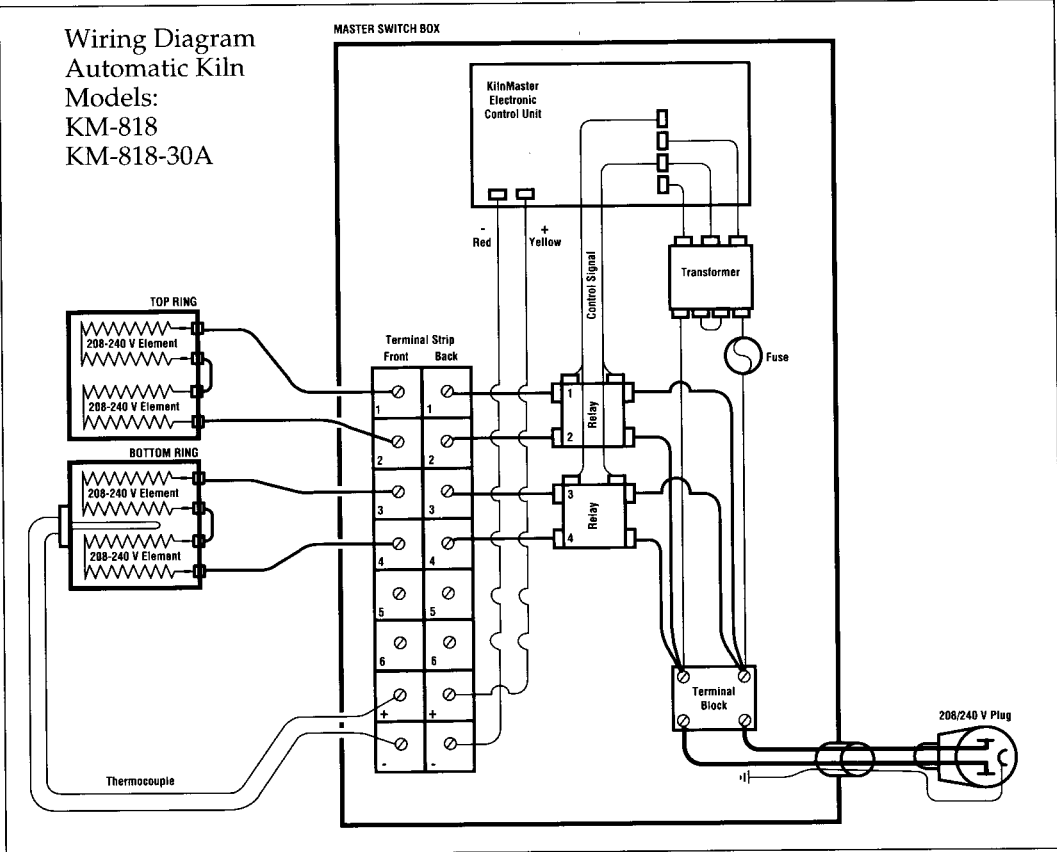 Wiring Diagram
Automatic Kiln
Models:
KM-818
KM-818-30A
MASTER SWITCH BOX
KilnMaster
Electronic
Control Unit
-
Red
+
Yellow
Control Signal
Transformer
Fuse
TOP RING
208-240 V Element
208-240 V Element
BOTTOM RING
208-240 V Element
208-240 V Element
Terminal Strip
Front Back
1 1
2 2
3 3
4 4
5 5
6 6
+ +
- -
1
Relay
2
3
Relay
4
Terminal
Block
208/240 V Plug
Thermocouple